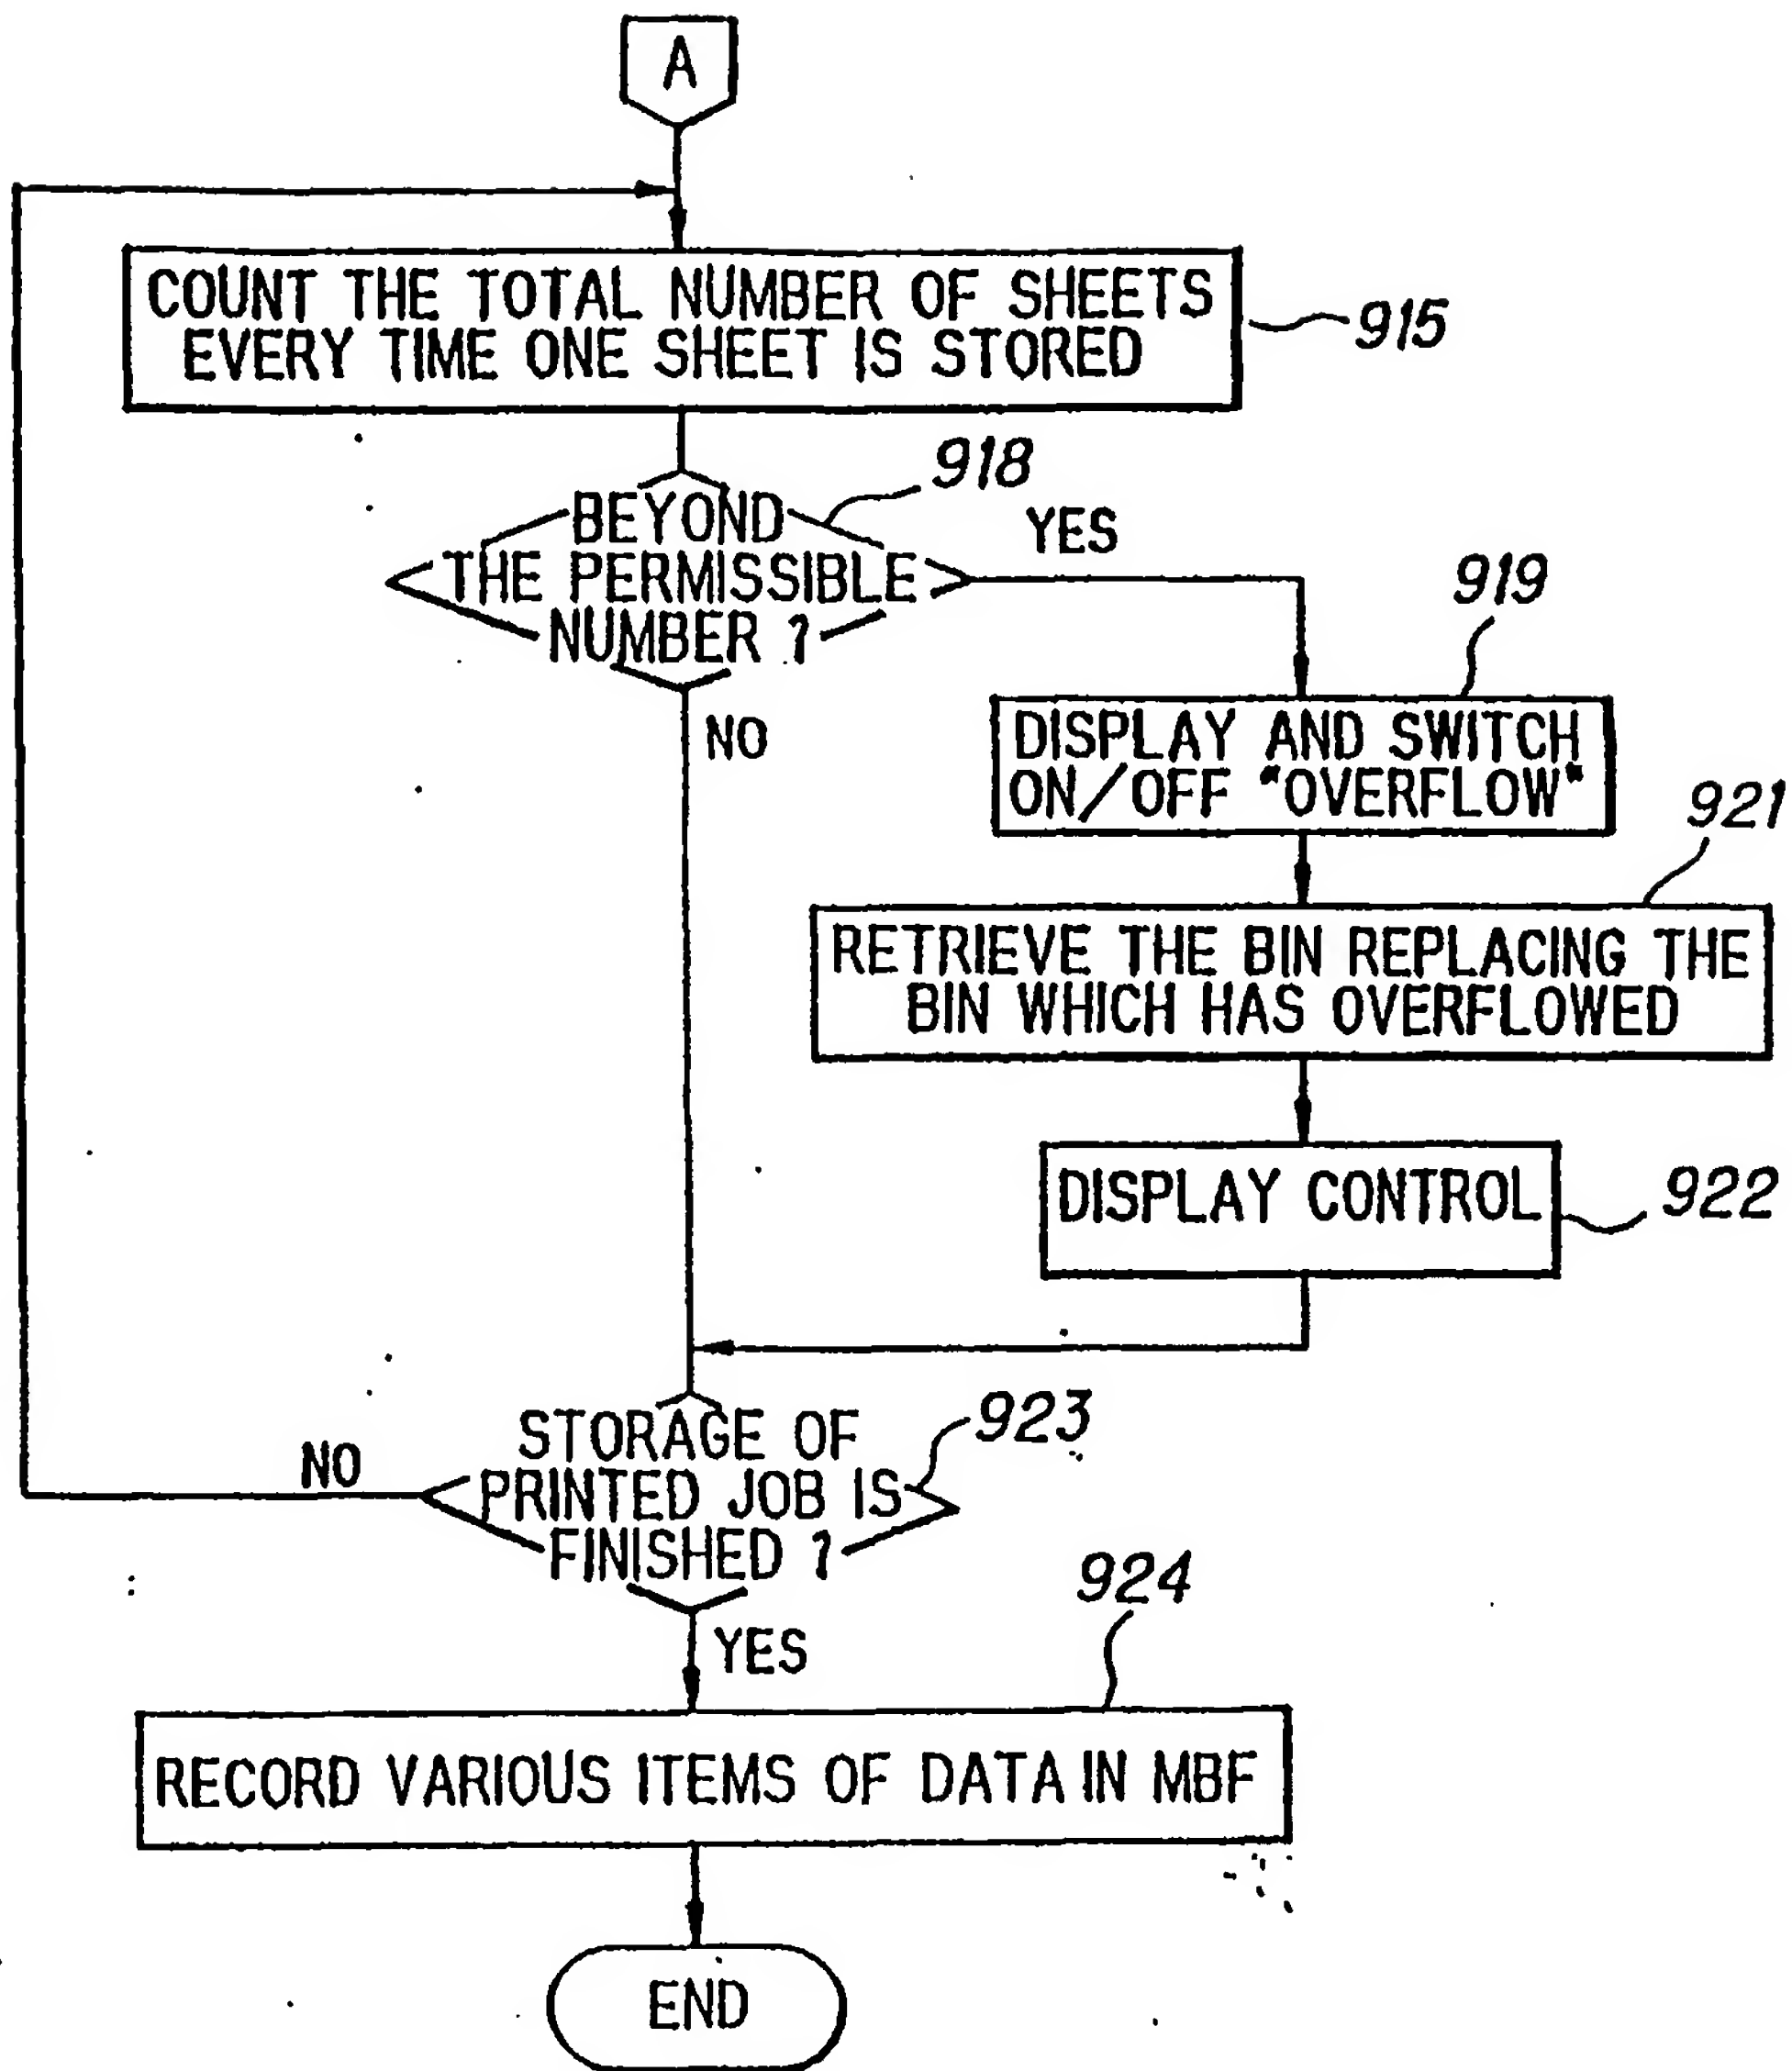 A
COUNT THE TOTAL NUMBER OF SHEETS
EVERY TIME ONE SHEET IS STORED
915
918
BEYOND
THE PERMISSIBLE
NUMBER ?
YES
NO
919
DISPLAY AND SWITCH
ON/OFF "OVERFLOW"
921
RETRIEVE THE BIN REPLACING THE
BIN WHICH HAS OVERFLOWED
DISPLAY CONTROL
922
STORAGE OF
PRINTED JOB IS
FINISHED ?
923
NO
YES
924
RECORD VARIOUS ITEMS OF DATA IN MBF
END